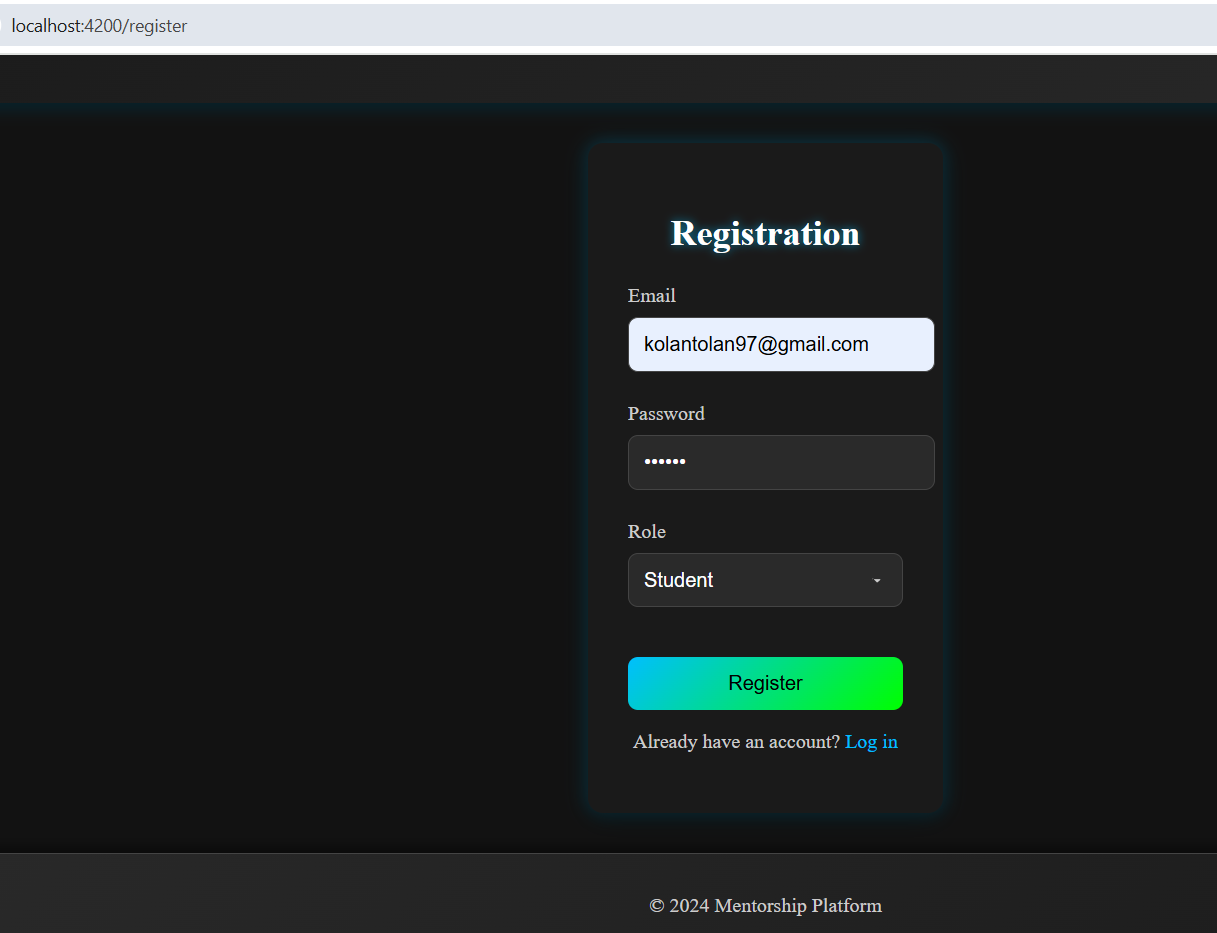 localhost:4200/register
Registration
Email
kolantolan97@gmail.com
Password
••••••
Role
Student
Register
Already have an account? Log in
© 2024 Mentorship Platform